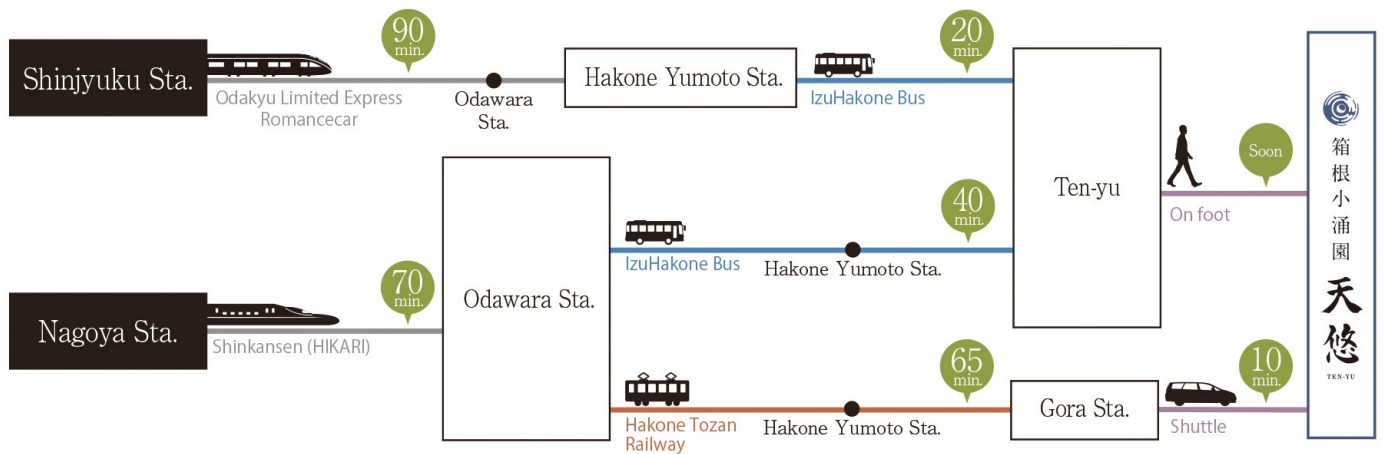 90
min.
20
min.
Shinjyuku Sta.
Odakyu Limited Express
Romancecar
Odawara
Sta.
Hakone Yumoto Sta.
IzuHakone Bus
Ten-yu
Soon
On foot
箱根小涌園
天悠
TEN-YU
40
min.
IzuHakone Bus
Hakone Yumoto Sta.
70
min.
Odawara Sta.
Nagoya Sta.
Shinkansen (HIKARI)
65
min.
10
min.
Hakone Tozan
Railway
Hakone Yumoto Sta.
Gora Sta.
Shuttle